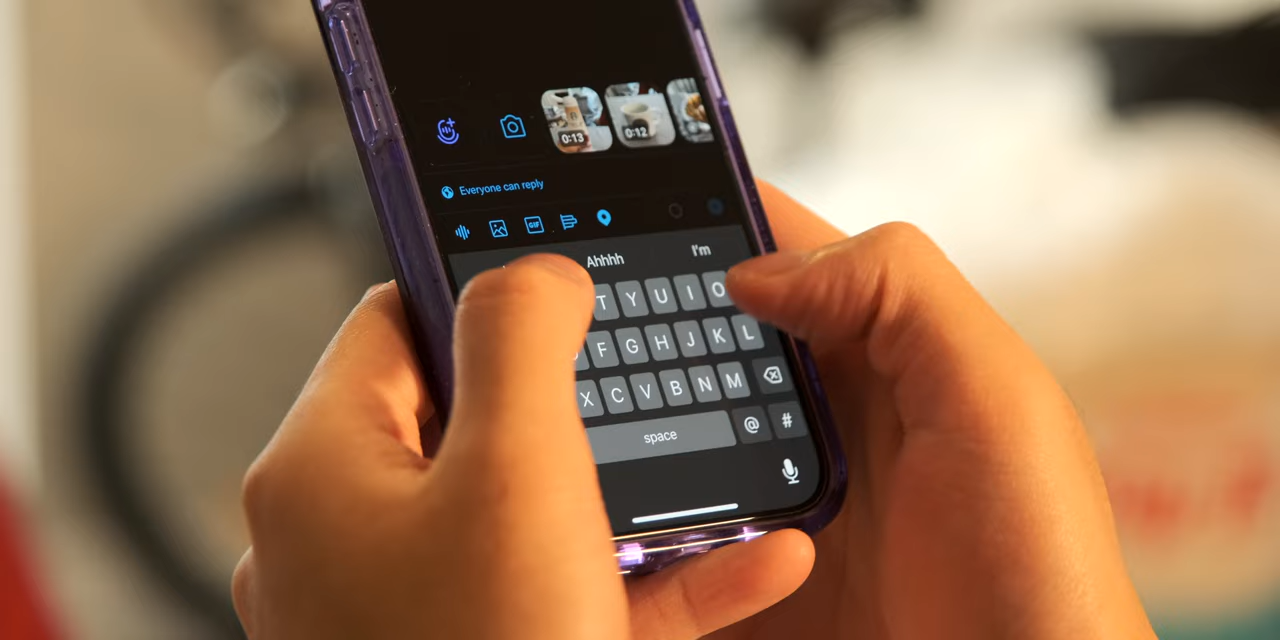 0:13 0:12
Everyone can reply
GIF
Ahhhh I'm
T Y U I O
F G H J K L
X C V B N M
space @ #